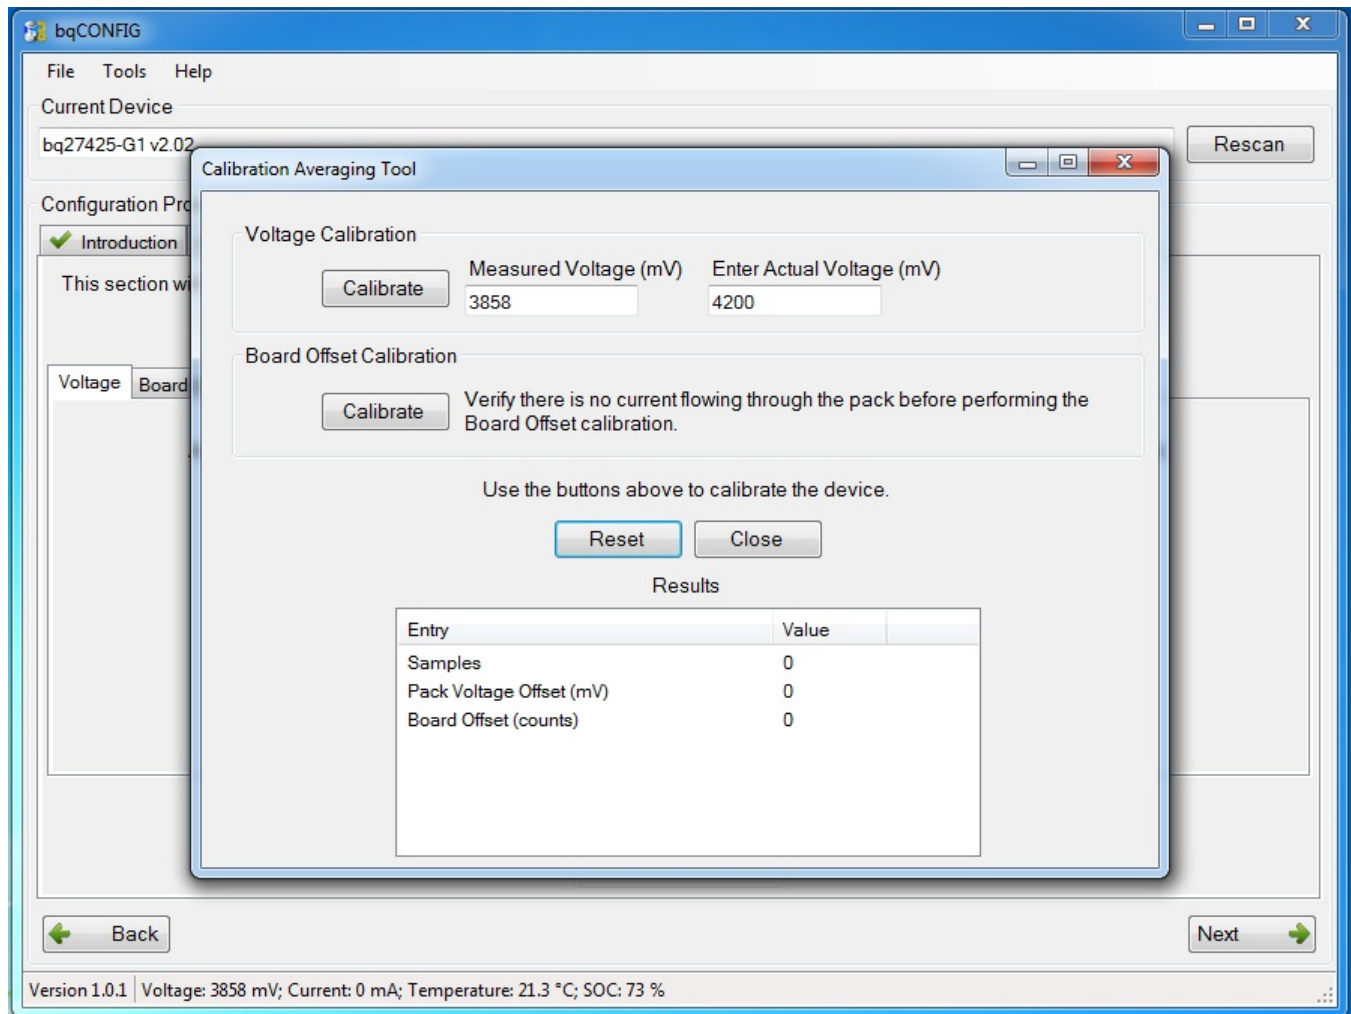 bqCONFIG
File Tools Help
Current Device
bq27425-G1 v2.02
Rescan
Calibration Averaging Tool
Configuration Pro
Introduction
This section wi
Voltage Board
Voltage Calibration
Measured Voltage (mV) Enter Actual Voltage (mV)
Calibrate 3858 4200
Board Offset Calibration
Calibrate
Verify there is no current flowing through the pack before performing the
Board Offset calibration.
Use the buttons above to calibrate the device.
Reset Close
Results
Entry Value
Samples 0
Pack Voltage Offset (mV) 0
Board Offset (counts) 0
Back Next
Version 1.0.1 Voltage: 3858 mV; Current: 0 mA; Temperature: 21.3 °C; SOC: 73 %